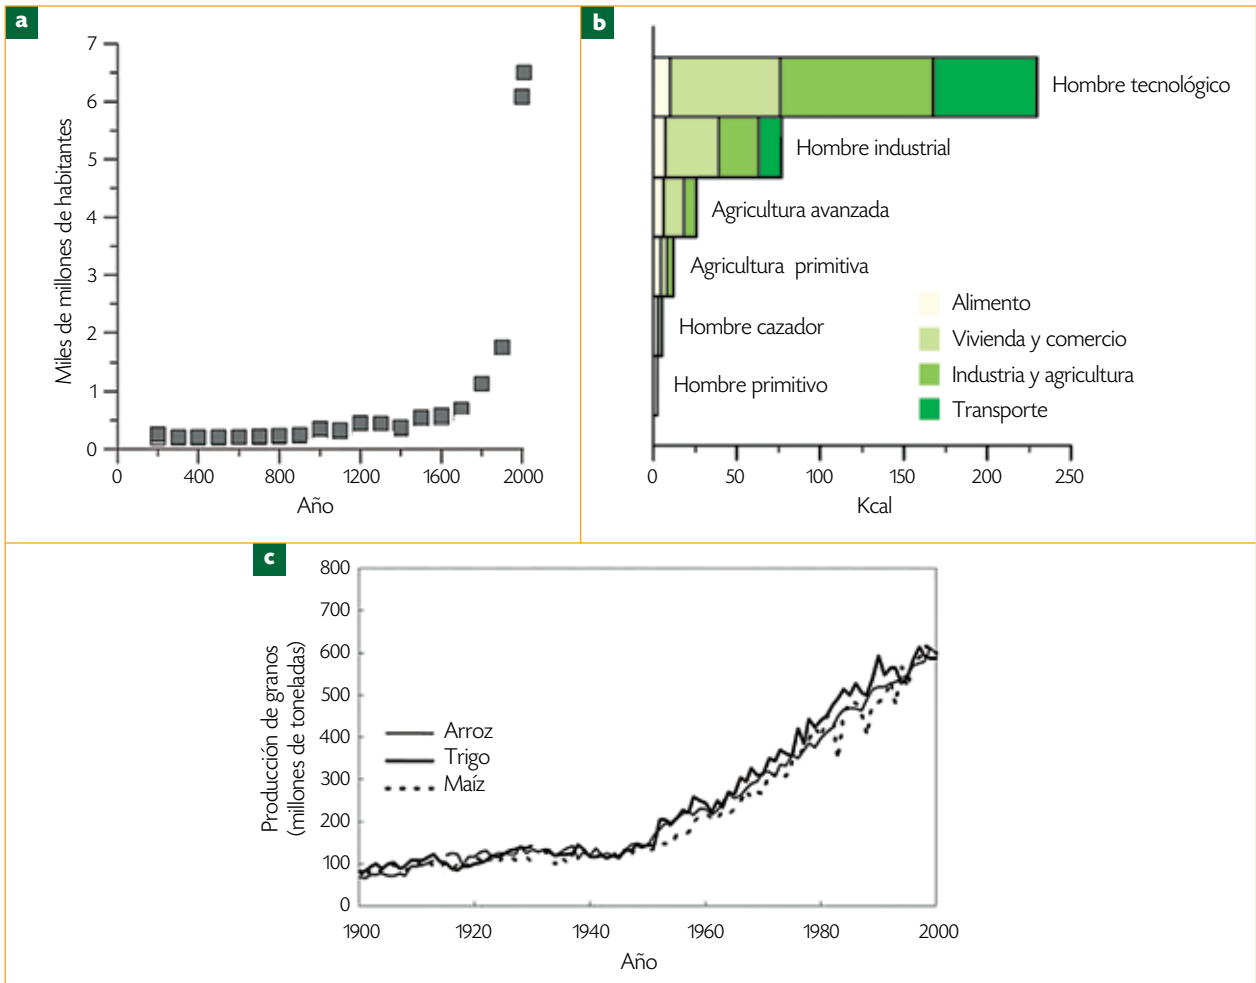 a
7
6
5
4
3
2
1
0
Miles de millones de habitantes
0 400 800 1200 1600 2000
Año
b
Hombre tecnológico
Hombre industrial
Agricultura avanzada
Agricultura primitiva
Hombre cazador
Hombre primitivo
Alimento
Vivienda y comercio
Industria y agricultura
Transporte
0 50 100 150 200 250
Kcal
c
800
700
600
500
400
300
200
100
0
Producción de granos
(millones de toneladas)
Arroz
Trigo
Maíz
1900 1920 1940 1960 1980 2000
Año